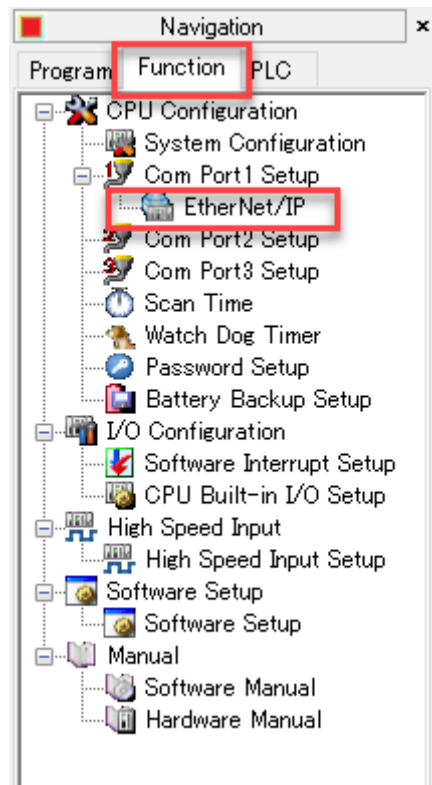 Navigation
×
Program Function PLC
CPU Configuration
System Configuration
Com Port1 Setup
EtherNet/IP
Com Port2 Setup
Com Port3 Setup
Scan Time
Watch Dog Timer
Password Setup
Battery Backup Setup
I/O Configuration
Software Interrupt Setup
CPU Built-in I/O Setup
High Speed Input
High Speed Input Setup
Software Setup
Software Setup
Manual
Software Manual
Hardware Manual